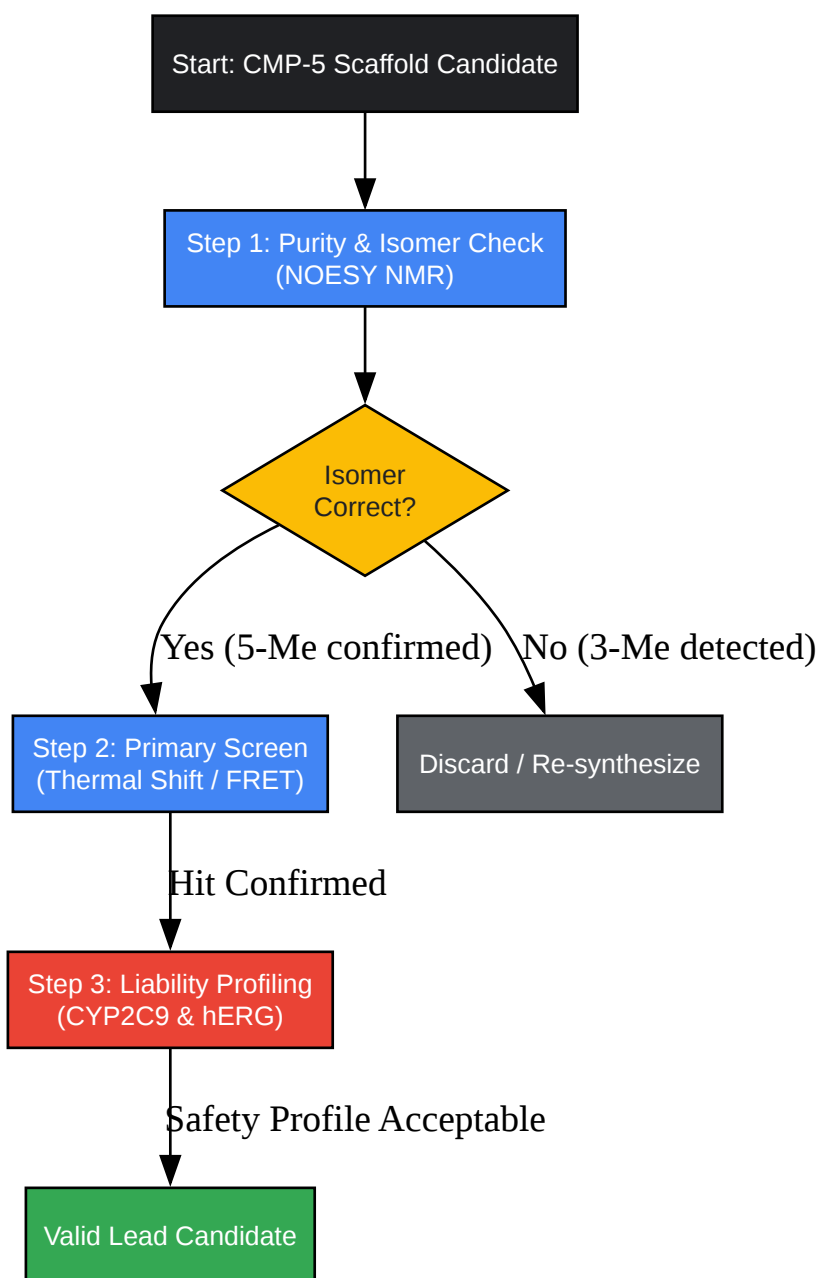 Start: CMP-5 Scaffold Candidate
Step 1: Purity & Isomer Check
(NOESY NMR)
Isomer
Correct?
Yes (5-Me confirmed)
No (3-Me detected)
Step 2: Primary Screen
(Thermal Shift / FRET)
Discard / Re-synthesize
Hit Confirmed
Step 3: Liability Profiling
(CYP2C9 & hERG)
Safety Profile Acceptable
Valid Lead Candidate